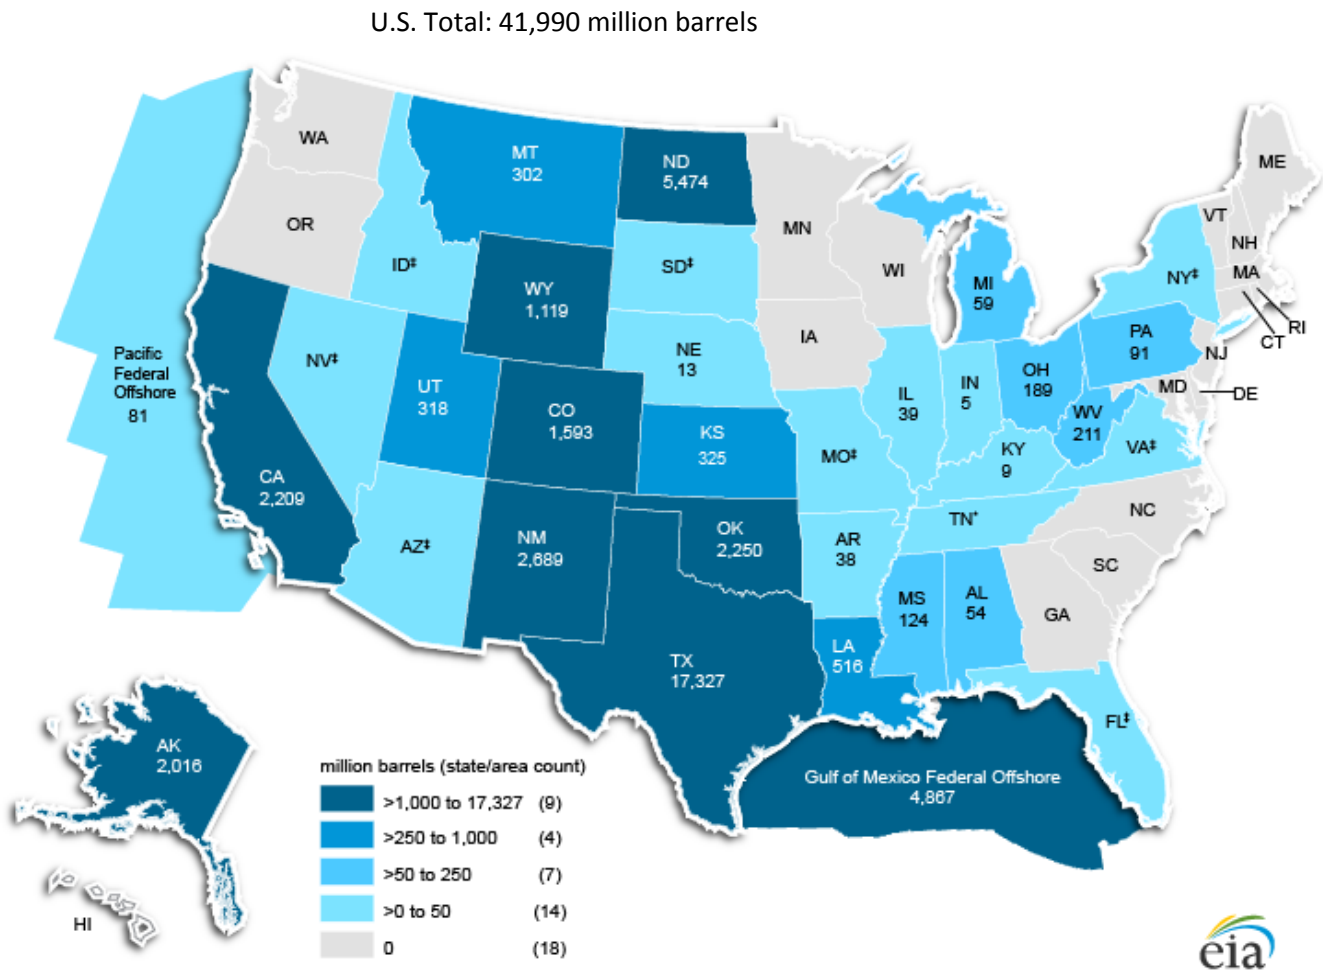 U.S. Total: 41,990 million barrels
WA
MT
302
ND
5,474
MN
OR
ID‡
SD‡
WI
MI
59
ME
VT
NH
NY‡
MA
RI
CT
WY
1,119
IA
NE
13
PA
91
NJ
Pacific
Federal
Offshore
81
NV‡
UT
318
CO
1,593
KS
325
IL
39
IN
5
OH
189
MD
DE
WV
211
VA‡
KY
9
MO‡
CA
2,209
AZ‡
NM
2,689
OK
2,250
AR
38
TN⁺
NC
SC
MS
124
AL
54
GA
TX
17,327
LA
516
FL‡
Gulf of Mexico Federal Offshore
4,867
AK
2,016
HI
million barrels (state/area count)
>1,000 to 17,327 (9)
>250 to 1,000 (4)
>50 to 250 (7)
>0 to 50 (14)
0 (18)
eia